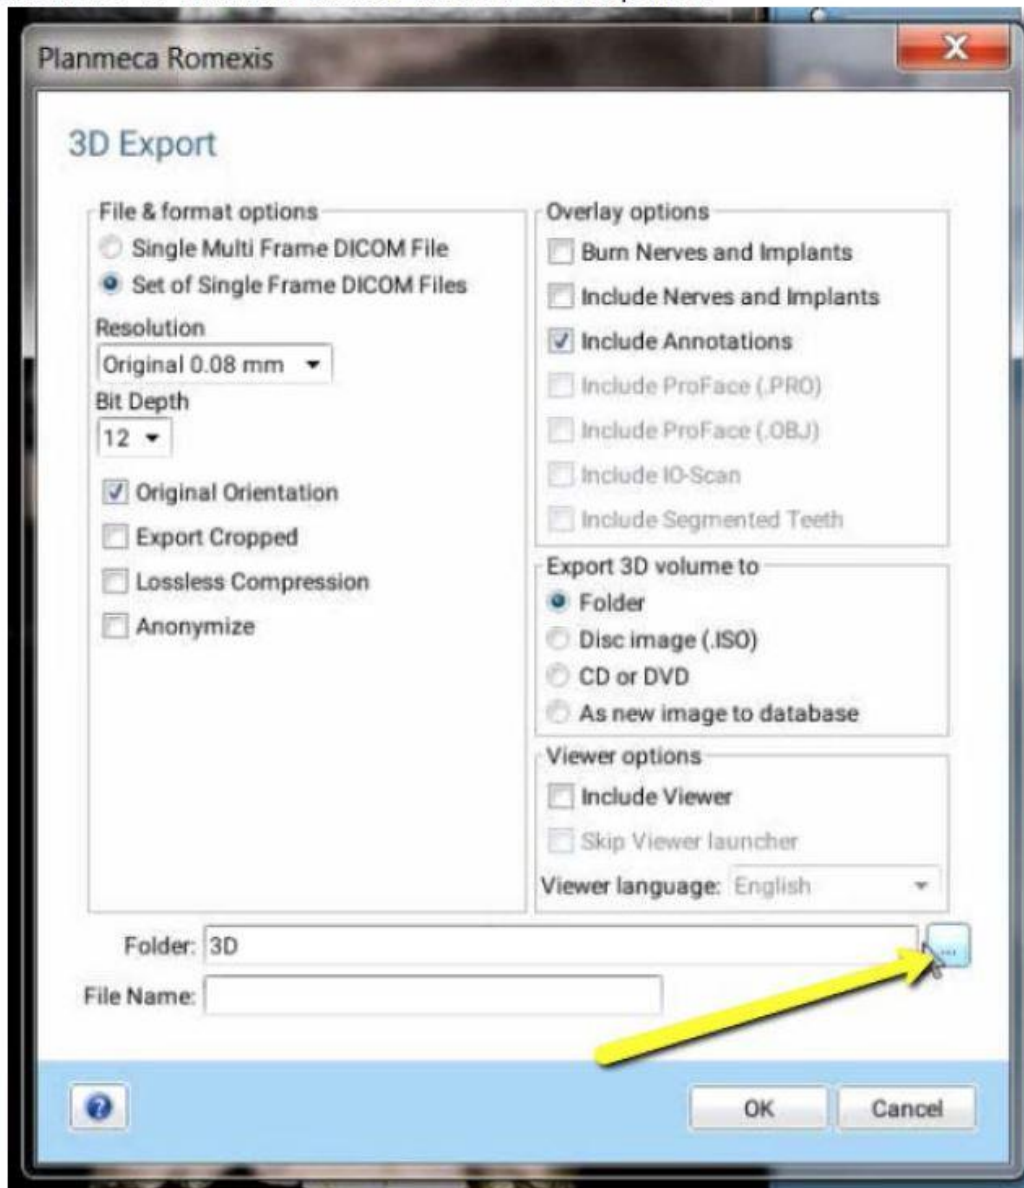 Planmeca Romexis
3D Export
File & format options
Single Multi Frame DICOM File
Set of Single Frame DICOM Files
Resolution
Original 0.08 mm
Bit Depth
12
Original Orientation
Export Cropped
Lossless Compression
Anonymize
Overlay options
Burn Nerves and Implants
Include Nerves and Implants
Include Annotations
Include ProFace (.PRO)
Include ProFace (.OBJ)
Include IO-Scan
Include Segmented Teeth
Export 3D volume to
Folder
Disc image (.ISO)
CD or DVD
As new image to database
Viewer options
Include Viewer
Skip Viewer launcher
Viewer language: English
Folder: 3D
...
File Name:
?
OK
Cancel